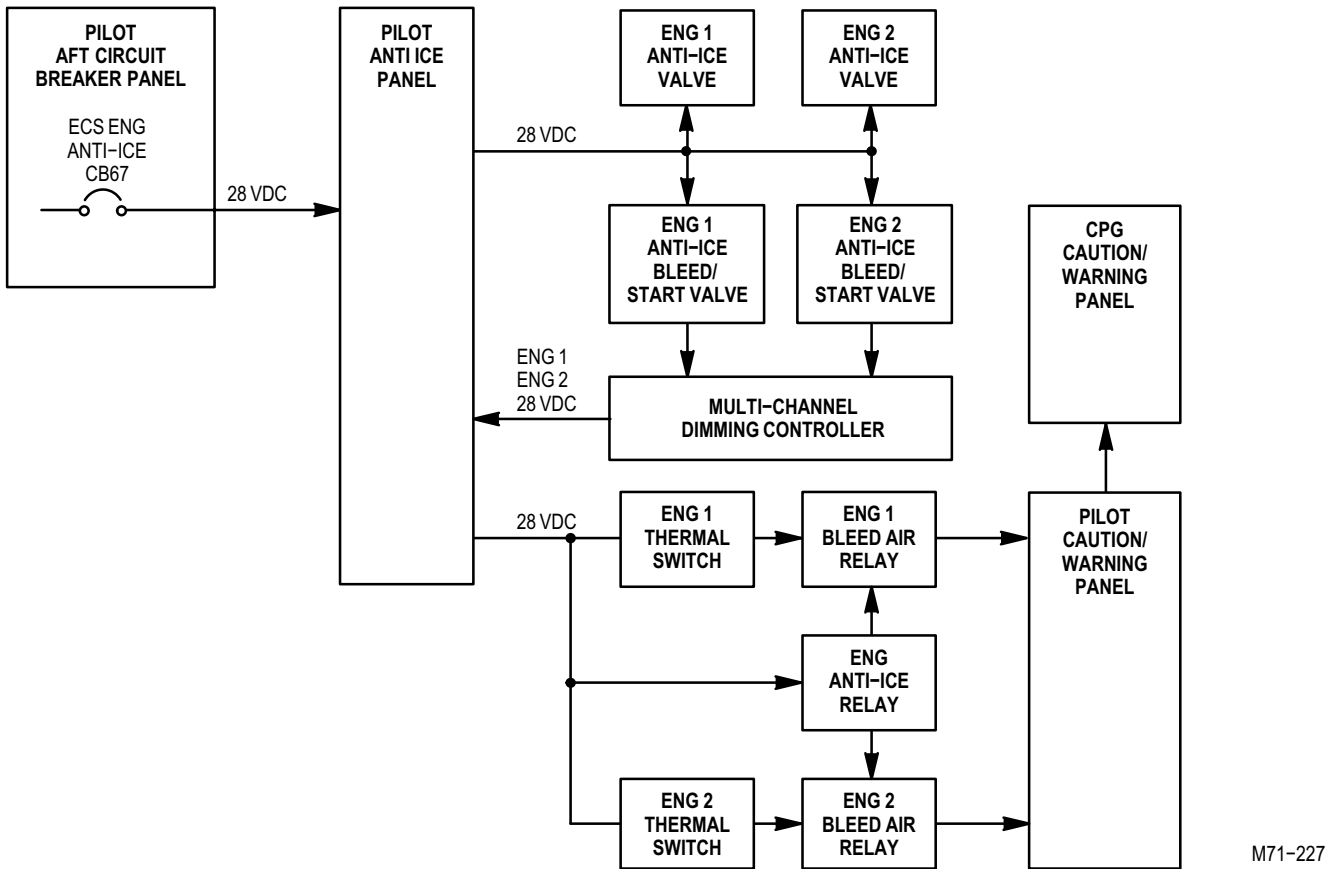 PILOT
AFT CIRCUIT
BREAKER PANEL
ECS ENG
ANTI−ICE
CB67
28 VDC
PILOT
ANTI ICE
PANEL
28 VDC
ENG 1
ANTI−ICE
VALVE
ENG 2
ANTI−ICE
VALVE
ENG 1
ANTI−ICE
BLEED/
START VALVE
ENG 2
ANTI−ICE
BLEED/
START VALVE
ENG 1
ENG 2
28 VDC
MULTI−CHANNEL
DIMMING CONTROLLER
CPG
CAUTION/
WARNING
PANEL
28 VDC
ENG 1
THERMAL
SWITCH
ENG 1
BLEED AIR
RELAY
PILOT
CAUTION/
WARNING
PANEL
ENG
ANTI−ICE
RELAY
ENG 2
THERMAL
SWITCH
ENG 2
BLEED AIR
RELAY
M71−227